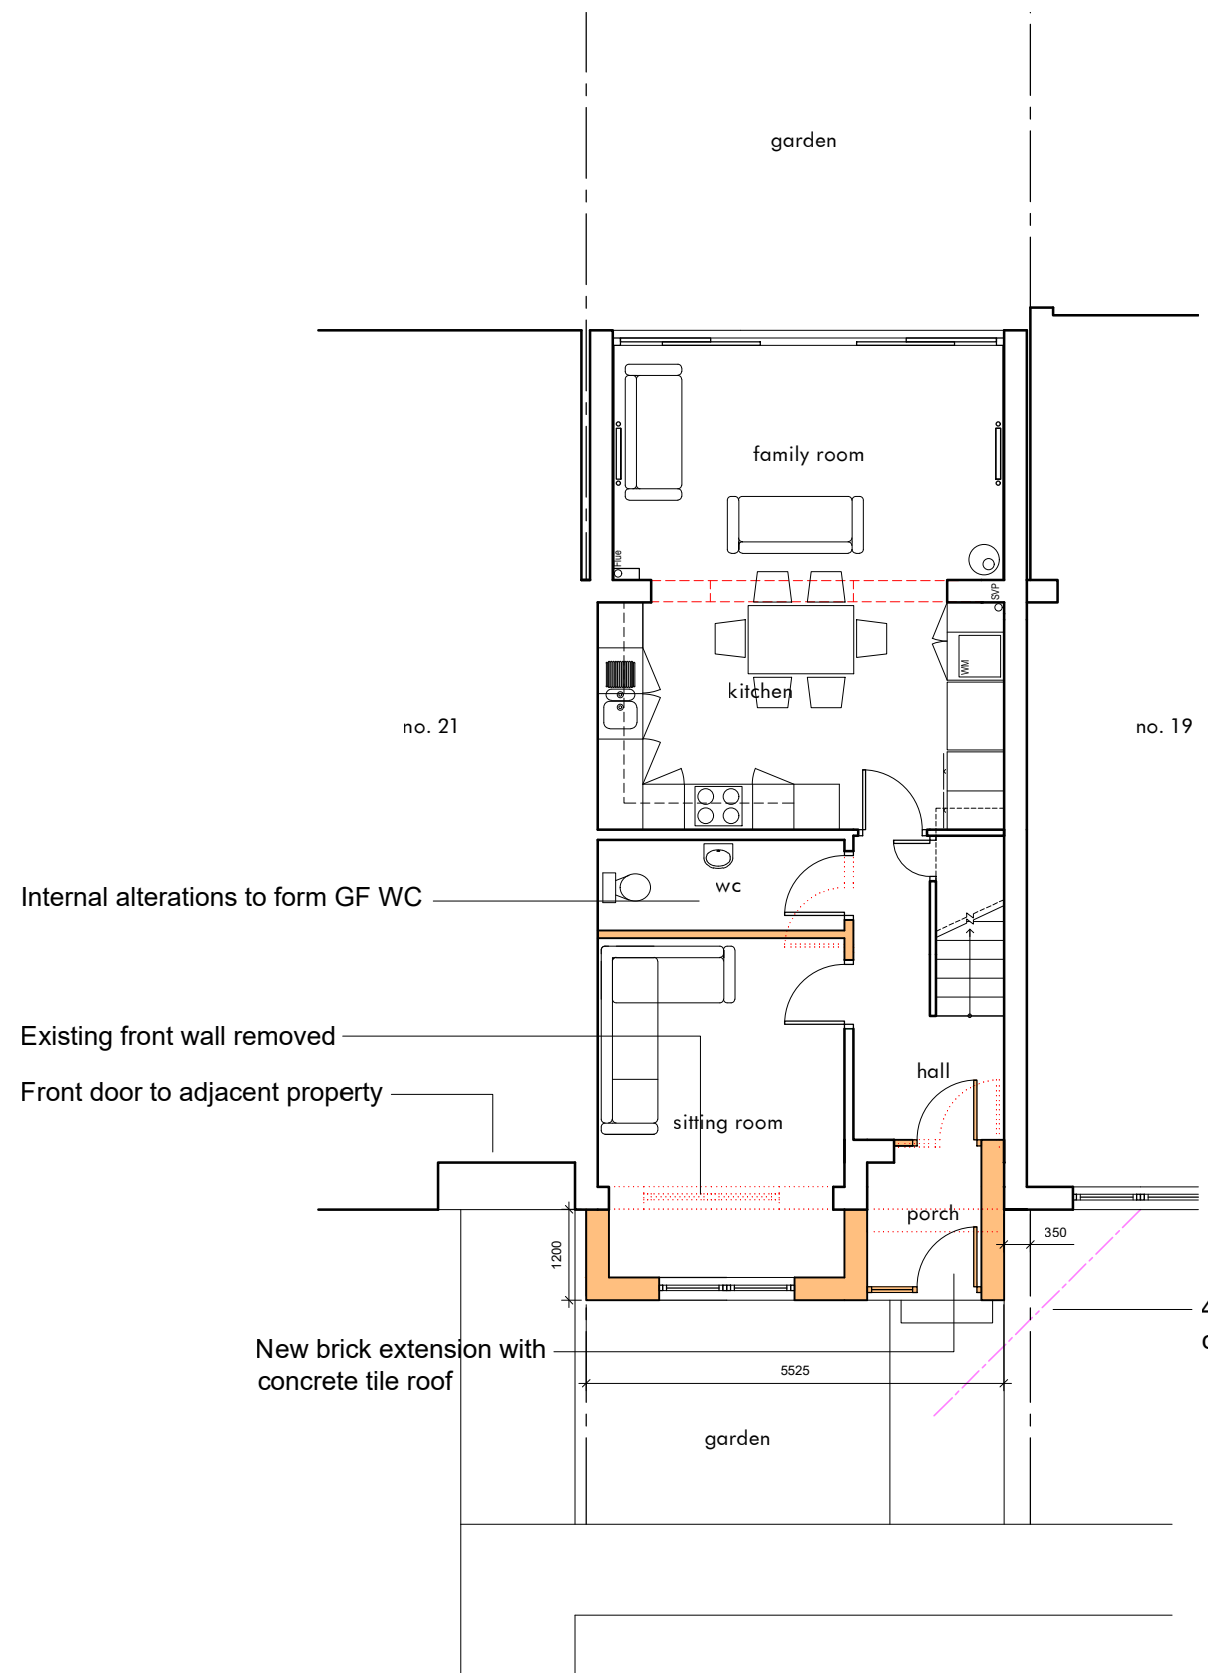 garden
family room
Flue
SVP
WM
kitchen
no. 21
no. 19
wc
Internal alterations to form GF WC
Existing front wall removed
hall
Front door to adjacent property
sitting room
porch
350
1200
4
New brick extension with
concrete tile roof
5525
garden